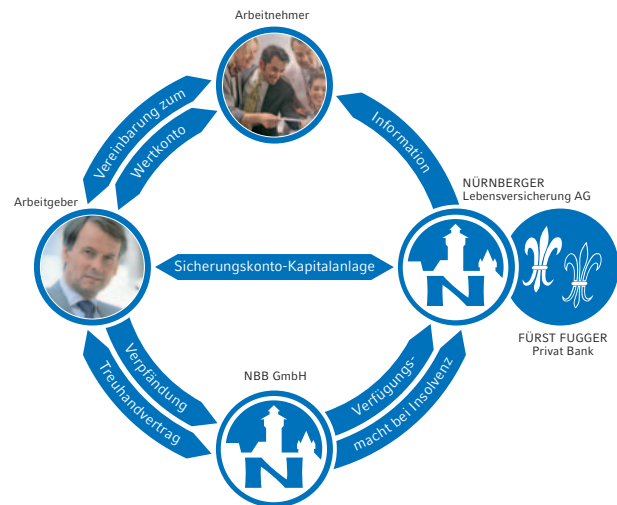 Arbeitnehmer
Vereinbarung zum
Wertkonto
Information
NÜRNBERGER
Lebensversicherung AG
Arbeitgeber
Sicherungskonto-Kapitalanlage
N
FÜRST FUGGER
Privat Bank
Verpfändung
Treuhandvertrag
NBB GmbH
N
Verfügungs-
macht bei Insolvenz